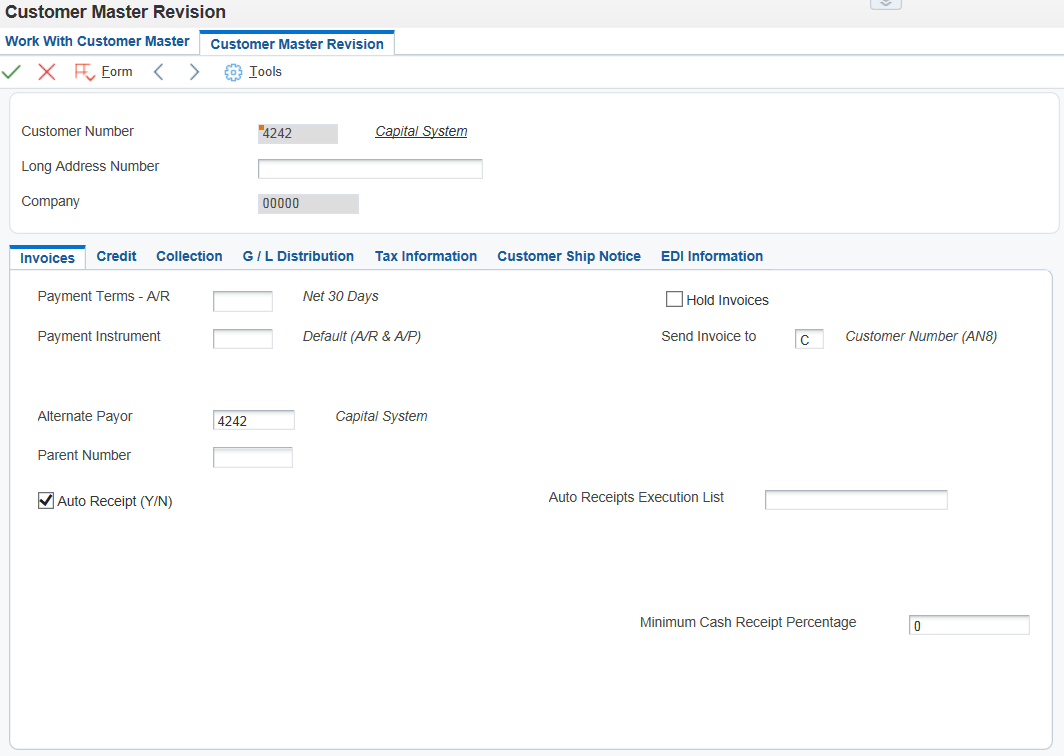 Customer Master Revision
Work With Customer Master Customer Master Revision
Form Tools
Customer Number 4242 Capital System
Long Address Number
Company 00000
Invoices Credit Collection G / L Distribution Tax Information Customer Ship Notice EDI Information
Payment Terms - A/R Net 30 Days Hold Invoices
Payment Instrument Default (A/R & A/P) Send Invoice to C Customer Number (AN8)
Alternate Payor 4242 Capital System
Parent Number
Auto Receipt (Y/N) Auto Receipts Execution List
Minimum Cash Receipt Percentage 0